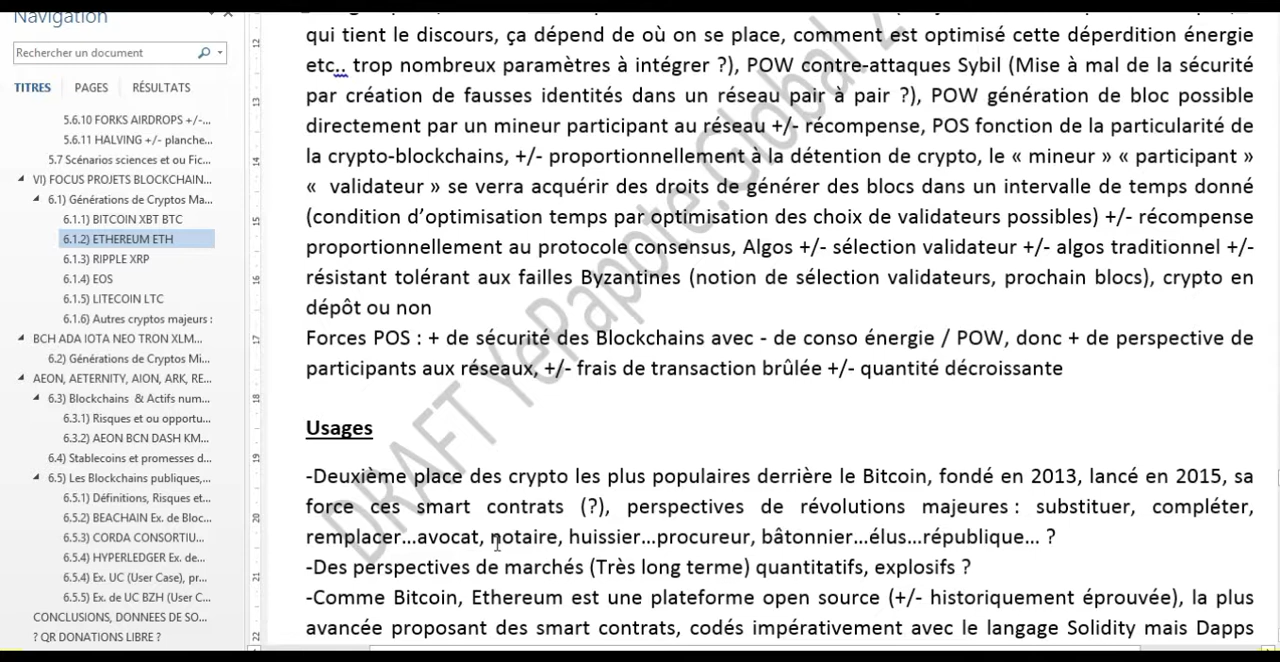 Navigation
Rechercher un document
TITRES PAGES RÉSULTATS
5.6.10 FORKS AIRDROPS +/-...
5.6.11 HALVING +/- planche...
5.7 Scénarios sciences et ou Fic...
VI) FOCUS PROJETS BLOCKCHAIN...
6.1) Générations de Cryptos Ma...
6.1.1) BITCOIN XBT BTC
6.1.2) ETHEREUM ETH
6.1.3) RIPPLE XRP
6.1.4) EOS
6.1.5) LITECOIN LTC
6.1.6) Autres cryptos majeurs :
BCH ADA IOTA NEO TRON XLM...
6.2) Générations de Cryptos Mi...
AEON, AETERNITY, AION, ARK, RE...
6.3) Blockchains & Actifs num...
6.3.1) Risques et ou opportu...
6.3.2) AEON BCN DASH KM...
6.4) Stablecoins et promesses d...
6.5) Les Blockchains publiques,...
6.5.1) Définitions, Risques et...
6.5.2) BEACHAIN Ex. de Bloc...
6.5.3) CORDA CONSORTIU...
6.5.4) HYPERLEDGER Ex. de...
6.5.4) Ex. UC (User Case), pr...
6.5.5) Ex. de UC BZH (User C...
CONCLUSIONS, DONNEES DE SO...
? QR DONATIONS LIBRE ?
12
13
14
15
16
17
18
19
20
21
22
qui tient le discours, ça dépend de où on se place, comment est optimisé cette déperdition énergie
etc.. trop nombreux paramètres à intégrer ?), POW contre-attaques Sybil (Mise à mal de la sécurité
par création de fausses identités dans un réseau pair à pair ?), POW génération de bloc possible
directement par un mineur participant au réseau +/- récompense, POS fonction de la particularité de
la crypto-blockchains, +/- proportionnellement à la détention de crypto, le « mineur » « participant »
« validateur » se verra acquérir des droits de générer des blocs dans un intervalle de temps donné
(condition d'optimisation temps par optimisation des choix de validateurs possibles) +/- récompense
proportionnellement au protocole consensus, Algos +/- sélection validateur +/- algos traditionnel +/-
résistant tolérant aux failles Byzantines (notion de sélection validateurs, prochain blocs), crypto en
dépôt ou non
Forces POS : + de sécurité des Blockchains avec - de conso énergie / POW, donc + de perspective de
participants aux réseaux, +/- frais de transaction brûlée +/- quantité décroissante
Usages
-Deuxième place des crypto les plus populaires derrière le Bitcoin, fondé en 2013, lancé en 2015, sa
force ces smart contrats (?), perspectives de révolutions majeures : substituer, compléter,
remplacer...avocat, notaire, huissier...procureur, bâtonnier...élus...république... ?
-Des perspectives de marchés (Très long terme) quantitatifs, explosifs ?
-Comme Bitcoin, Ethereum est une plateforme open source (+/- historiquement éprouvée), la plus
avancée proposant des smart contrats, codés impérativement avec le langage Solidity mais Dapps
DRAFT YePapote.Global